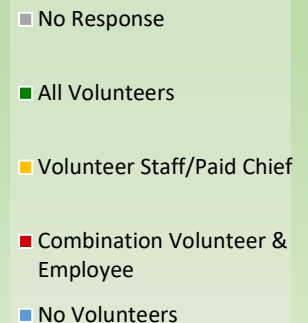 No Response
All Volunteers
Volunteer Staff/Paid Chief
Combination Volunteer &
Employee
No Volunteers